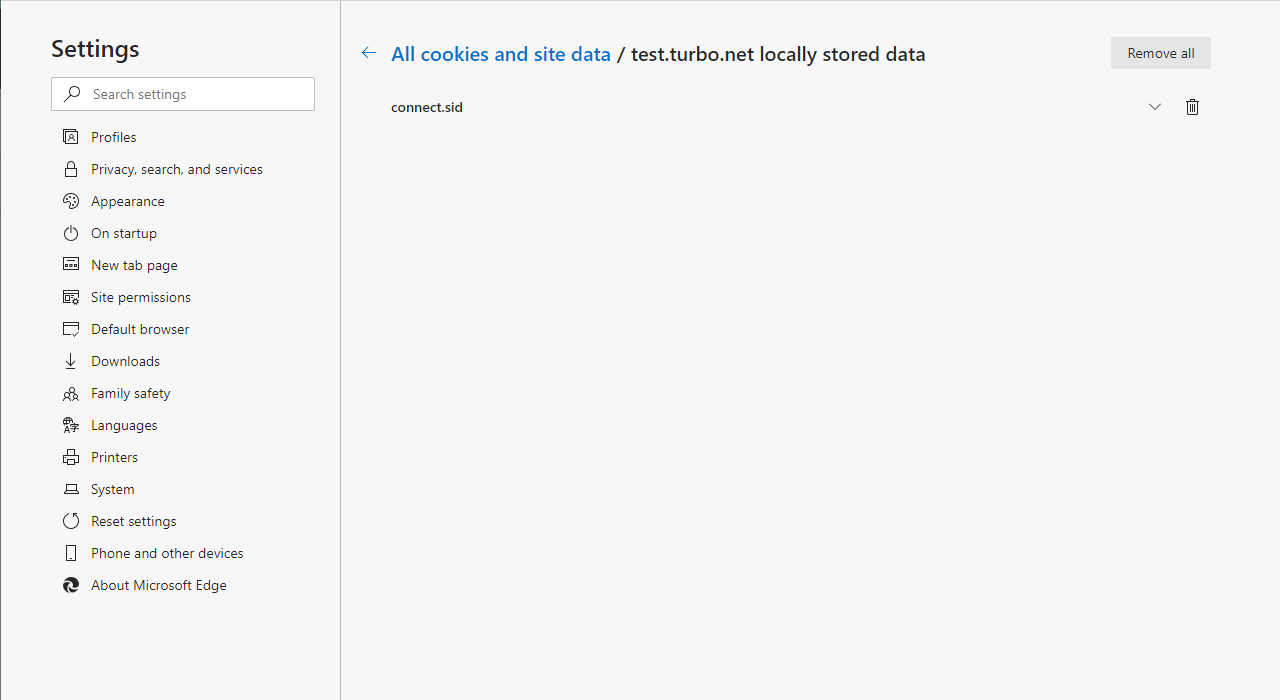 Settings
Search settings
Profiles
Privacy, search, and services
Appearance
On startup
New tab page
Site permissions
Default browser
Downloads
Family safety
Languages
Printers
System
Reset settings
Phone and other devices
About Microsoft Edge
All cookies and site data / test.turbo.net locally stored data
Remove all
connect.sid